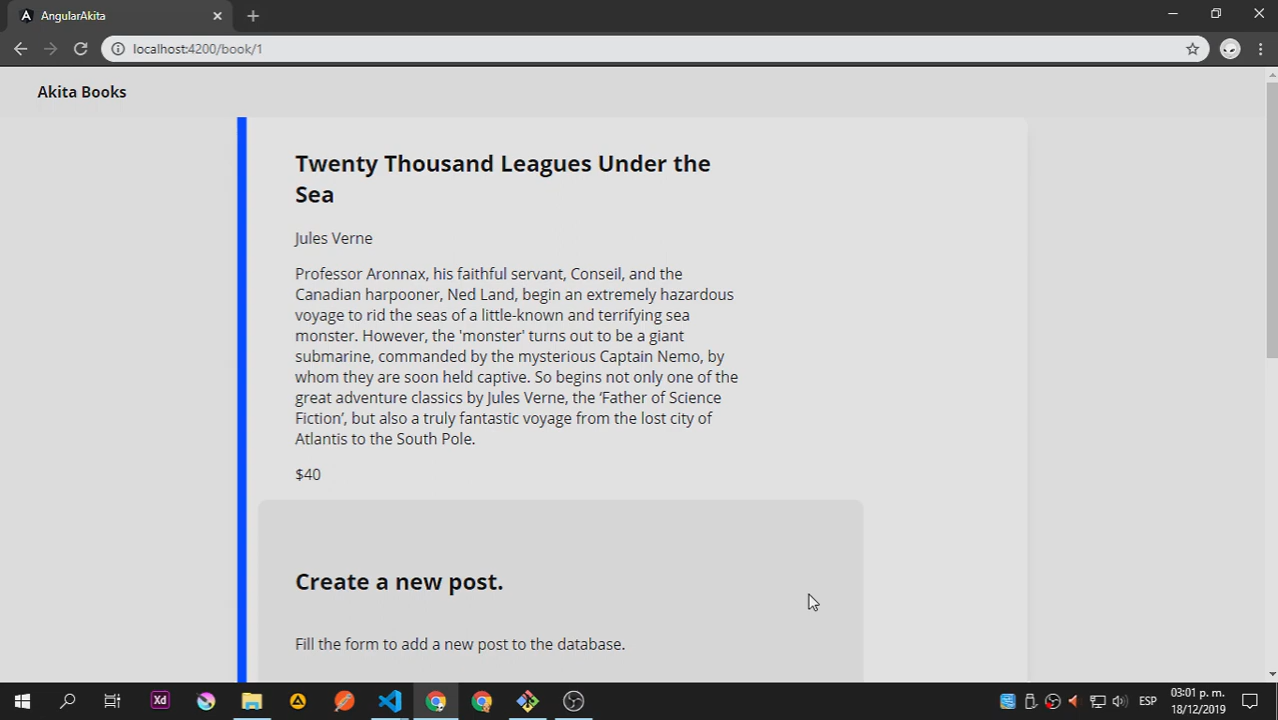 AngularAkita
localhost:4200/book/1
Akita Books
Twenty Thousand Leagues Under the
Sea
Jules Verne
Professor Aronnax, his faithful servant, Conseil, and the
Canadian harpooner, Ned Land, begin an extremely hazardous
voyage to rid the seas of a little-known and terrifying sea
monster. However, the 'monster' turns out to be a giant
submarine, commanded by the mysterious Captain Nemo, by
whom they are soon held captive. So begins not only one of the
great adventure classics by Jules Verne, the ‘Father of Science
Fiction’, but also a truly fantastic voyage from the lost city of
Atlantis to the South Pole.
$40
Create a new post.
Fill the form to add a new post to the database.
Xd
ESP
03:01 p. m.
18/12/2019